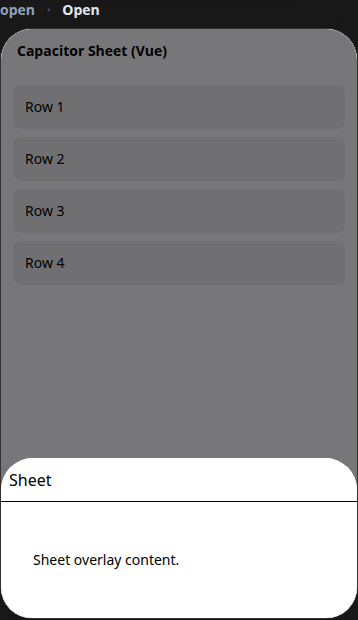 open · Open
Capacitor Sheet (Vue)
Row 1
Row 2
Row 3
Row 4
Sheet
Sheet overlay content.